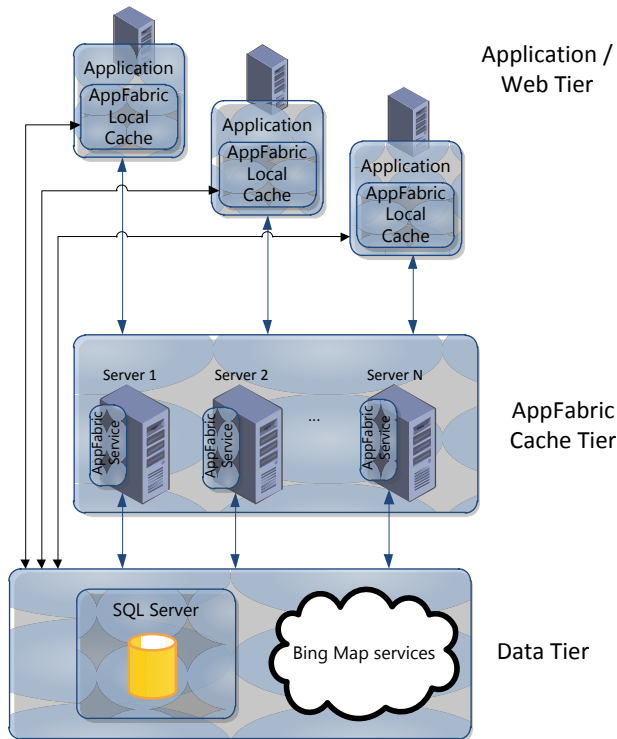 Application /
Web Tier
Application
AppFabric
Local
Cache
Application
AppFabric
Local
Cache
Application
AppFabric
Local
Cache
Server 1
Server 2
...
Server N
AppFabric
Service
AppFabric
Service
AppFabric
Service
AppFabric
Cache Tier
SQL Server
Bing Map services
Data Tier